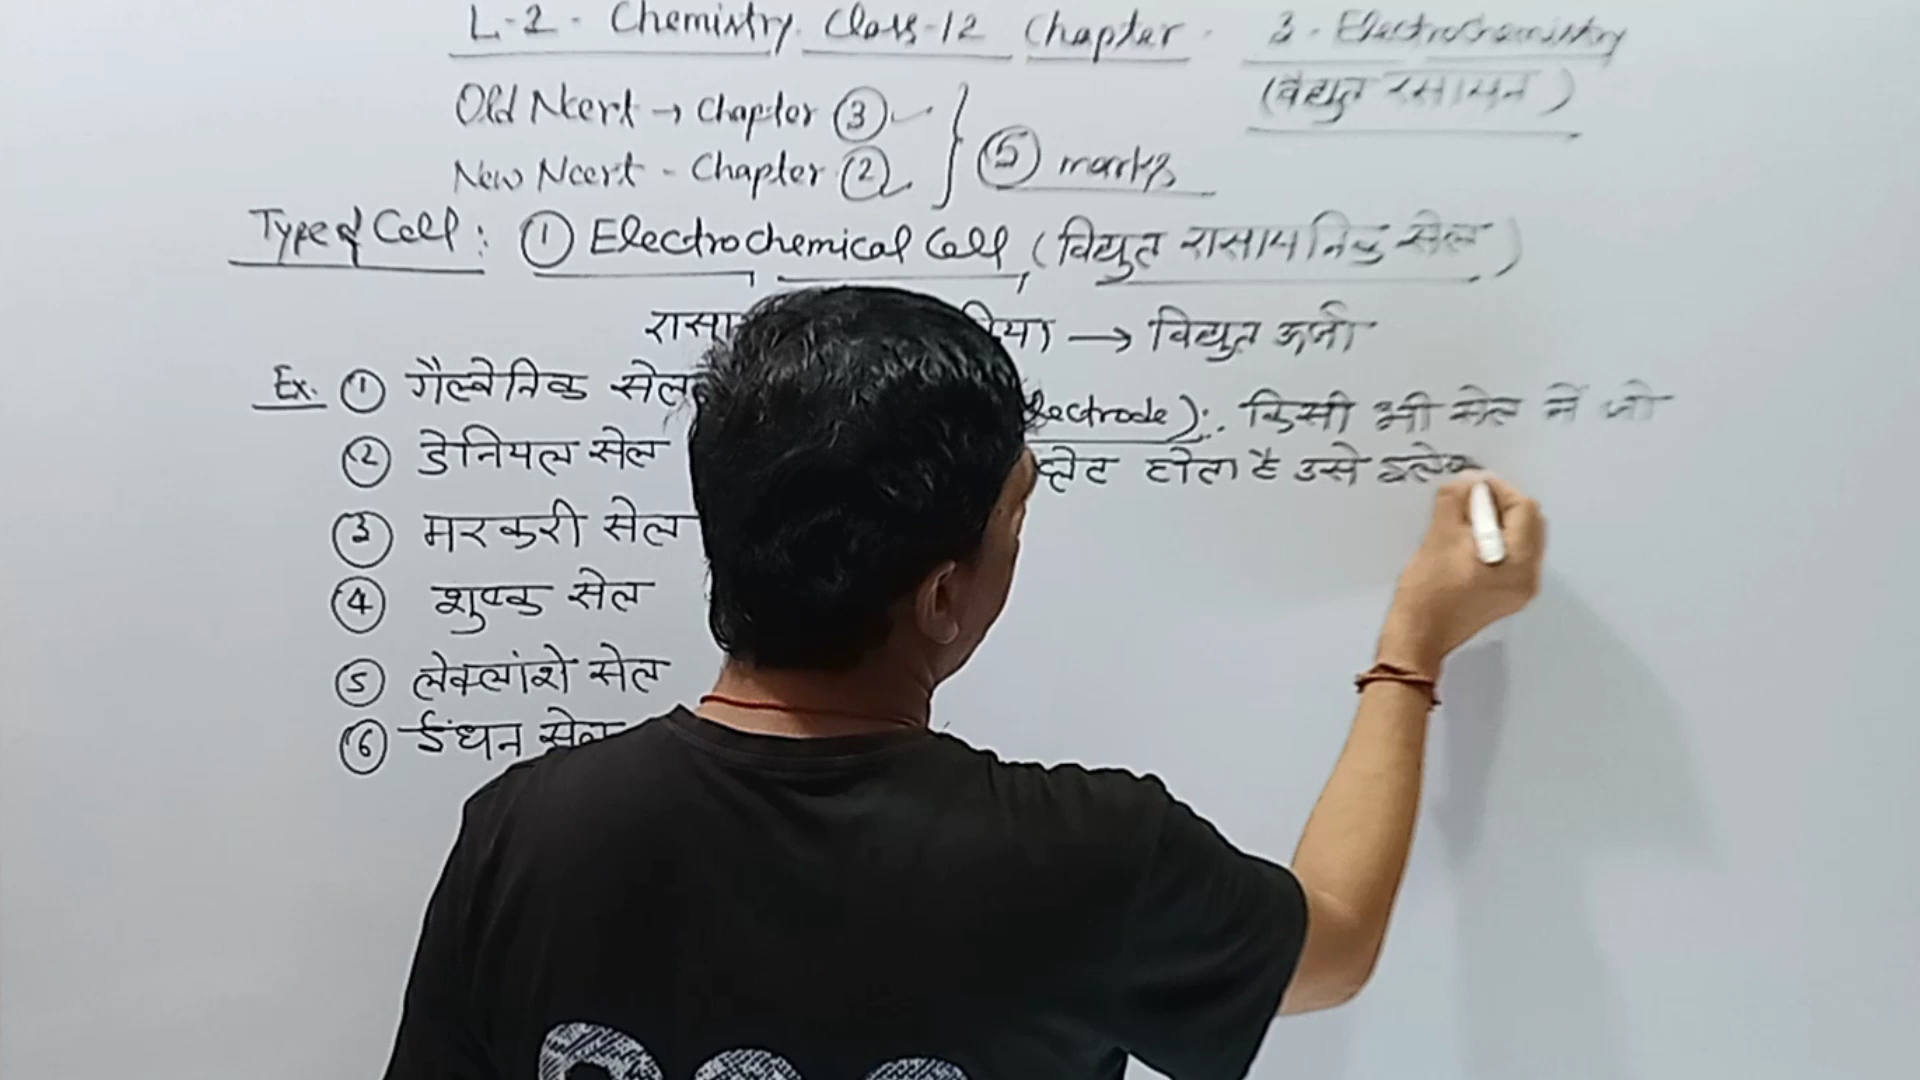 L-2 - Chemistry. Class-12 Chapter - 3 - Electrochemistry
(वैद्युत रसायन)
Old Ncert → Chapter ③
New Ncert - Chapter ②
⑤ marks
Type of Cell: ① Electrochemical Cell (विद्युत रासायनिक सेल)
→ विद्युत ऊर्जा
Ex. ① गैल्वेनिक सेल
② डेनियल सेल
③ मरकरी सेल
④ शुष्क सेल
⑤ लेक्लांशे सेल
⑥ ईंधन सेल
किसी भी सेल में जो
होता है उसे